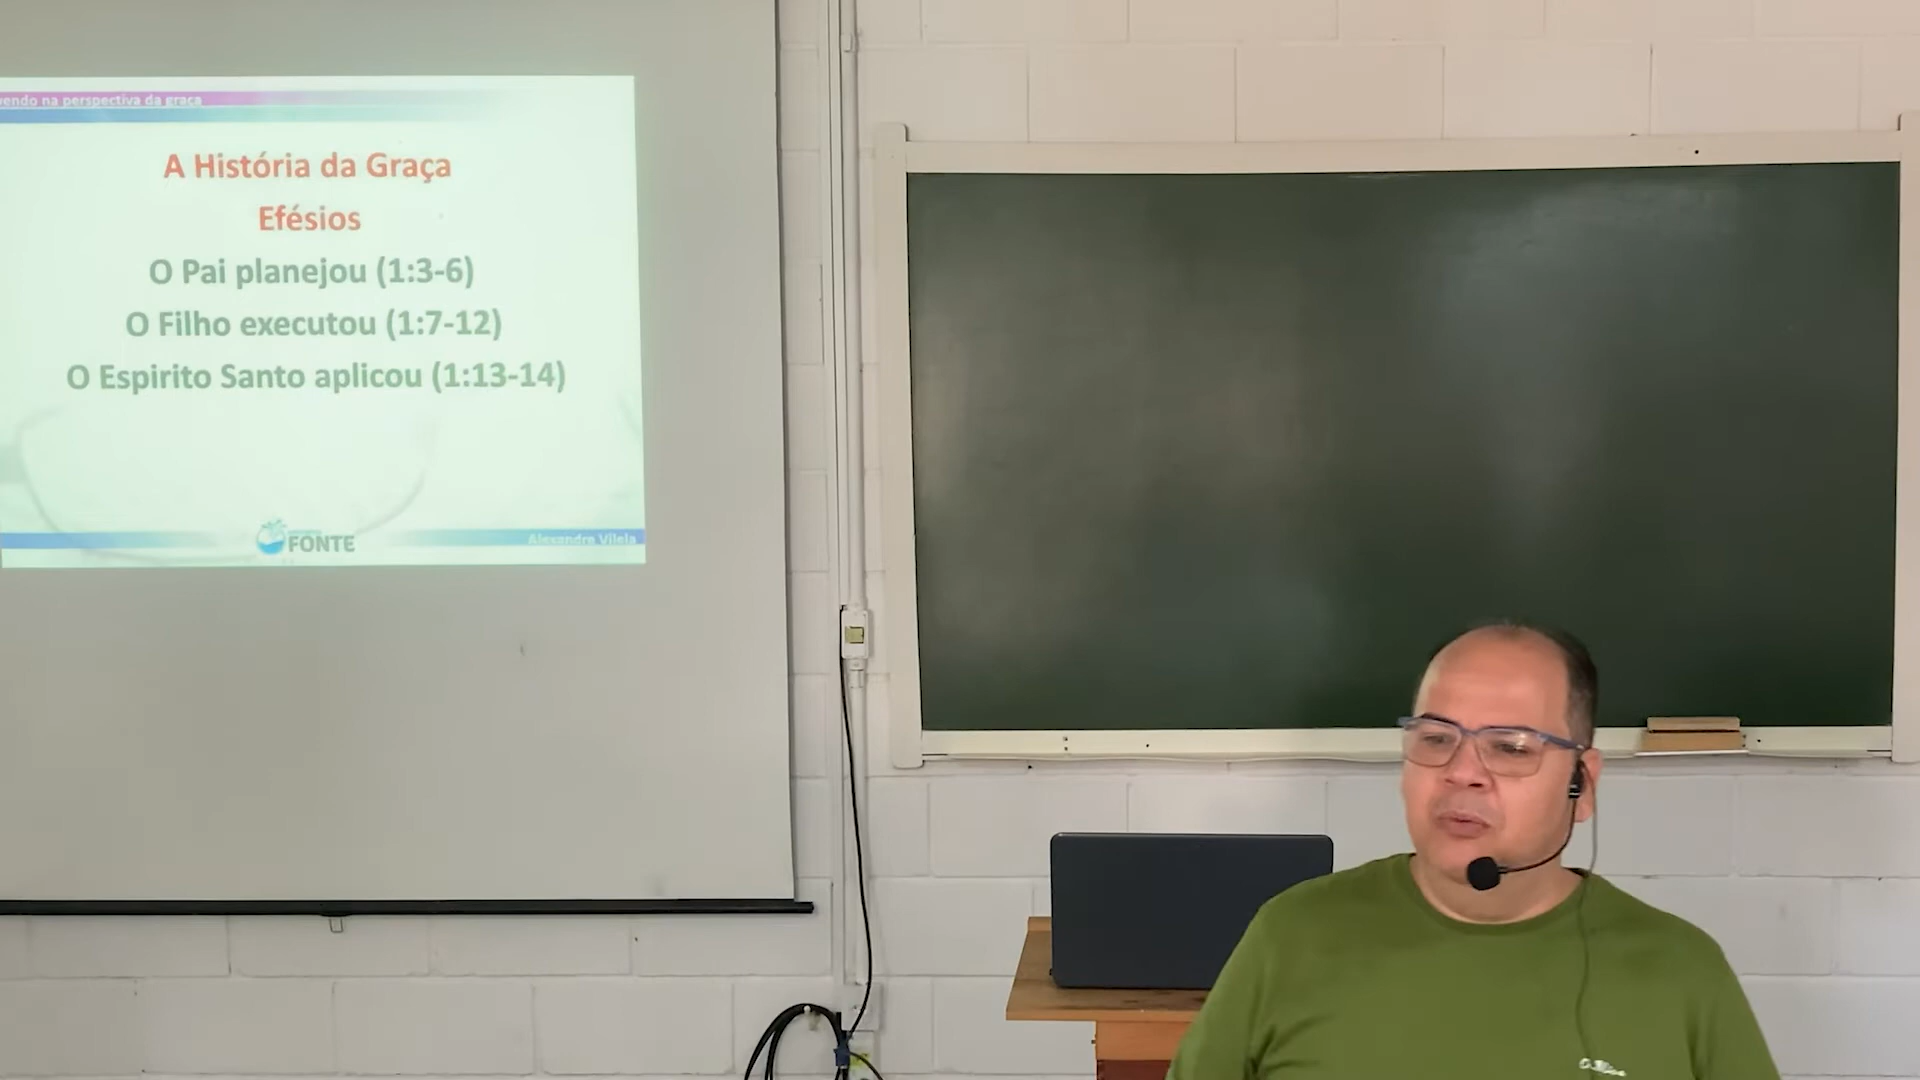 vendo na perspectiva da graça
A História da Graça
Efésios
O Pai planejou (1:3-6)
O Filho executou (1:7-12)
O Espirito Santo aplicou (1:13-14)
FONTE
Alexandre Vilela